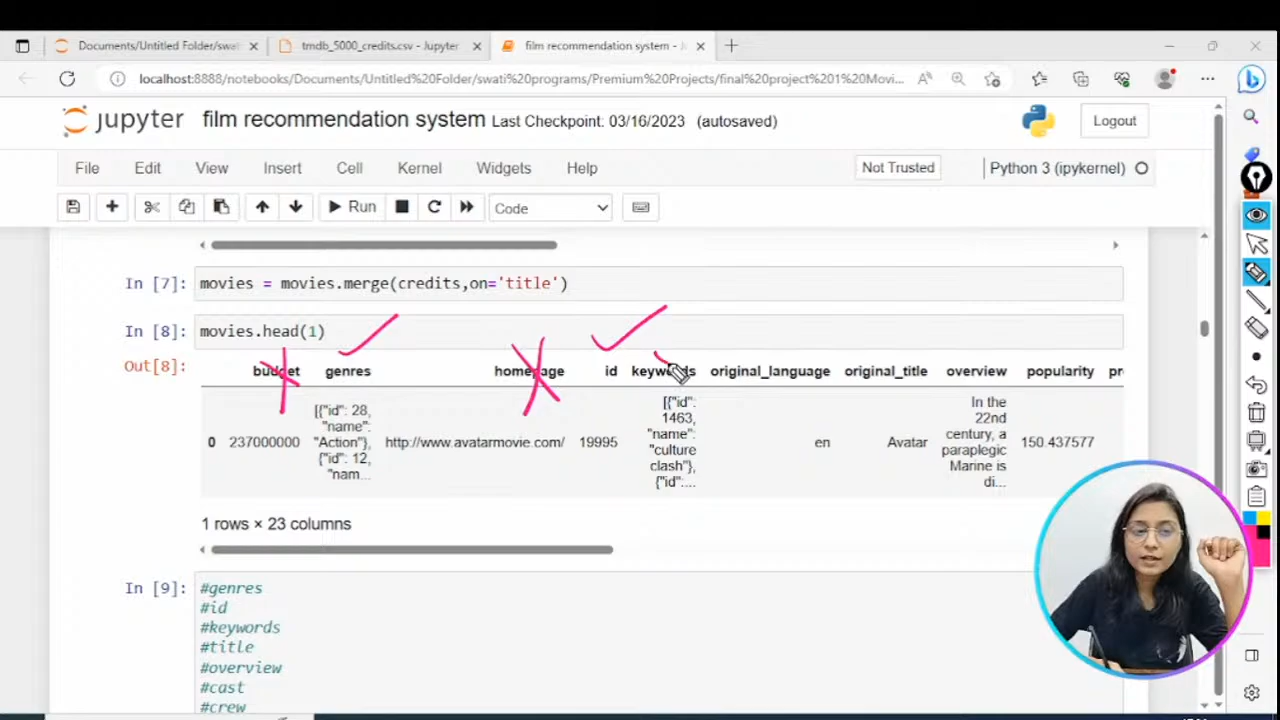 Documents/Untitled Folder/swat
tmdb_5000_credits.csv - Jupyter
film recommendation system - J
localhost:8888/notebooks/Documents/Untitled%20Folder/swati%20programs/Premium%20Projects/final%20project%201%20Movi...
jupyter film recommendation system Last Checkpoint: 03/16/2023 (autosaved)
Logout
File Edit View Insert Cell Kernel Widgets Help
Not Trusted
Python 3 (ipykernel)
Run
Code
In [7]: movies = movies.merge(credits,on='title')
In [8]: movies.head(1)
Out[8]:
budget genres homepage id keywords original_language original_title overview popularity
0 237000000 [{"id": 28, "name": "Action"}, {"id": 12, "nam... http://www.avatarmovie.com/ 19995 [{"id": 1463, "name": "culture clash"}, {"id":... en Avatar In the 22nd century, a paraplegic Marine is di... 150.437577
1 rows × 23 columns
In [9]: #genres
#id
#keywords
#title
#overview
#cast
#crew